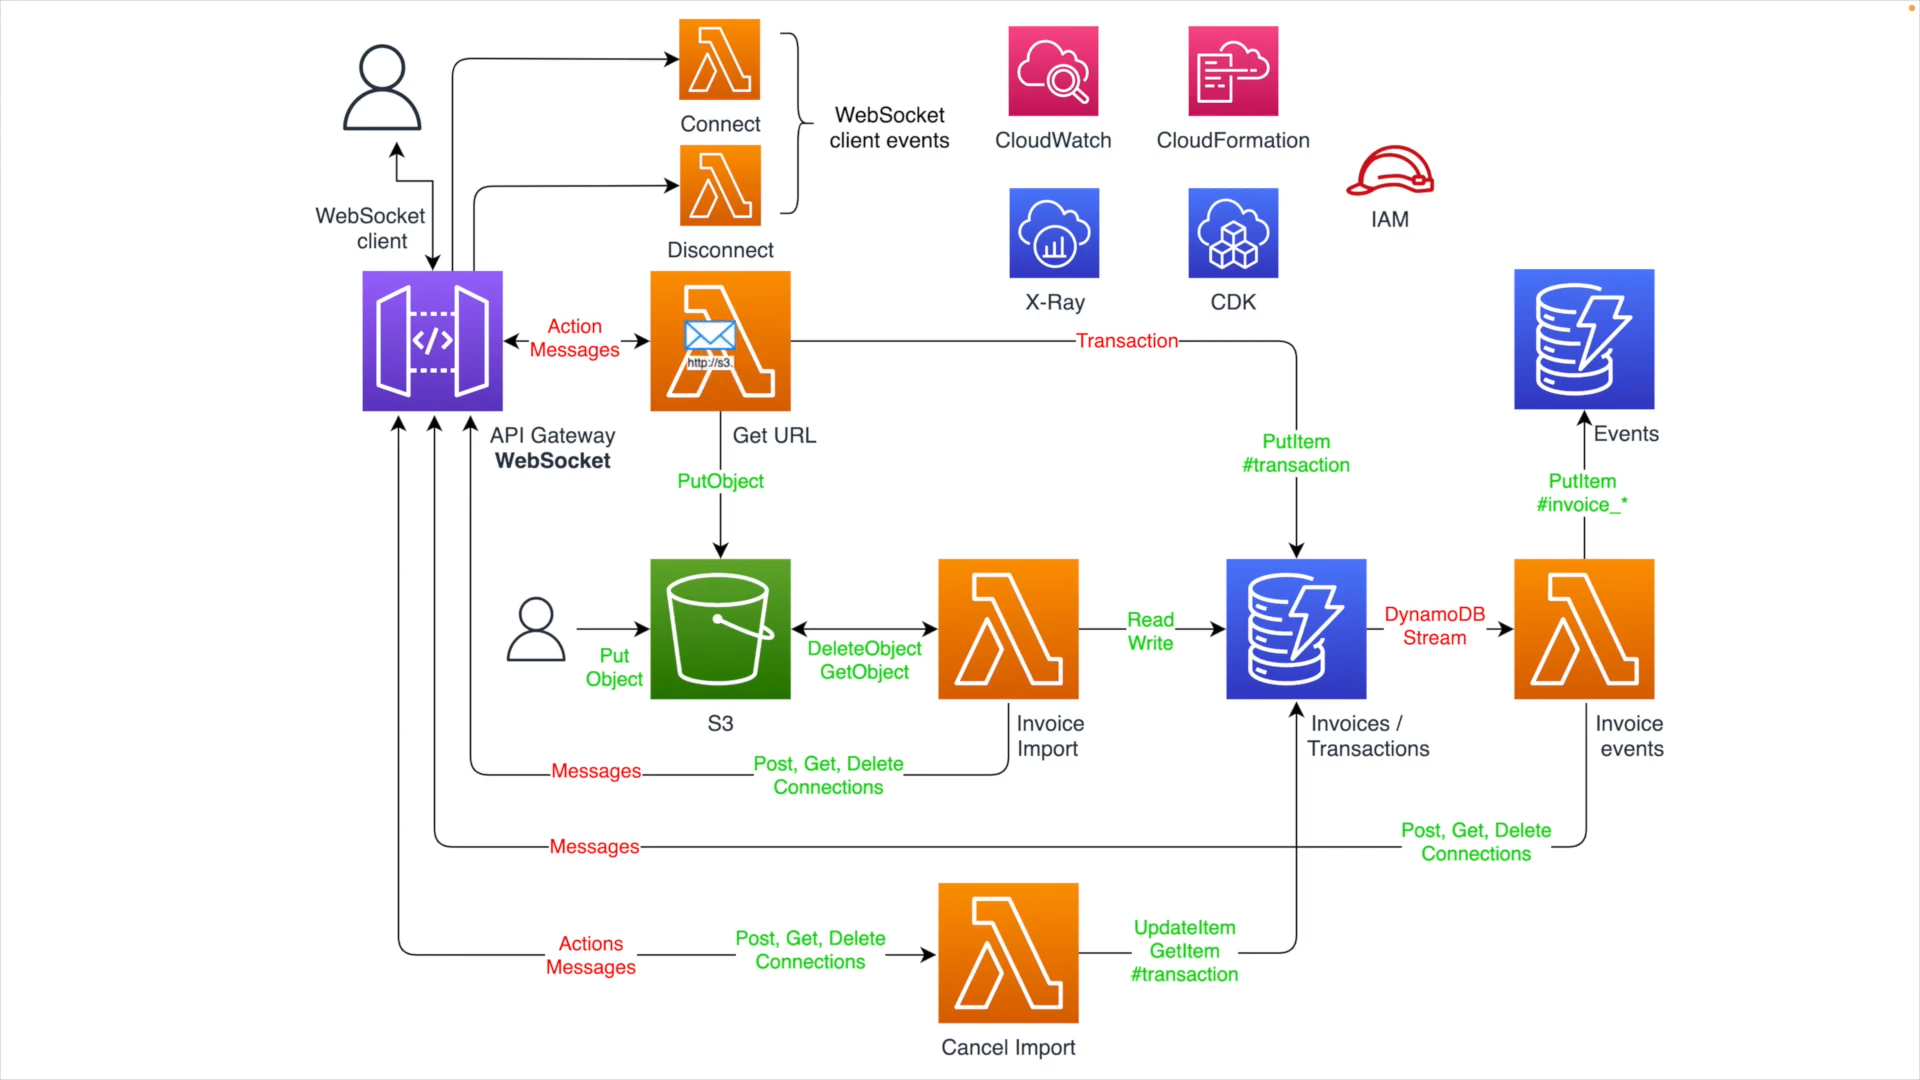 Connect
WebSocket
client events
CloudWatch
CloudFormation
Disconnect
WebSocket
client
IAM
X-Ray
CDK
Action
Messages
http://s3.
Transaction
API Gateway
WebSocket
Get URL
PutItem
#transaction
Events
PutObject
PutItem
#invoice_*
Put
Object
DeleteObject
GetObject
Read
Write
DynamoDB
Stream
S3
Invoice
Import
Invoices /
Transactions
Invoice
events
Messages
Post, Get, Delete
Connections
Messages
Post, Get, Delete
Connections
Actions
Messages
Post, Get, Delete
Connections
UpdateItem
GetItem
#transaction
Cancel Import